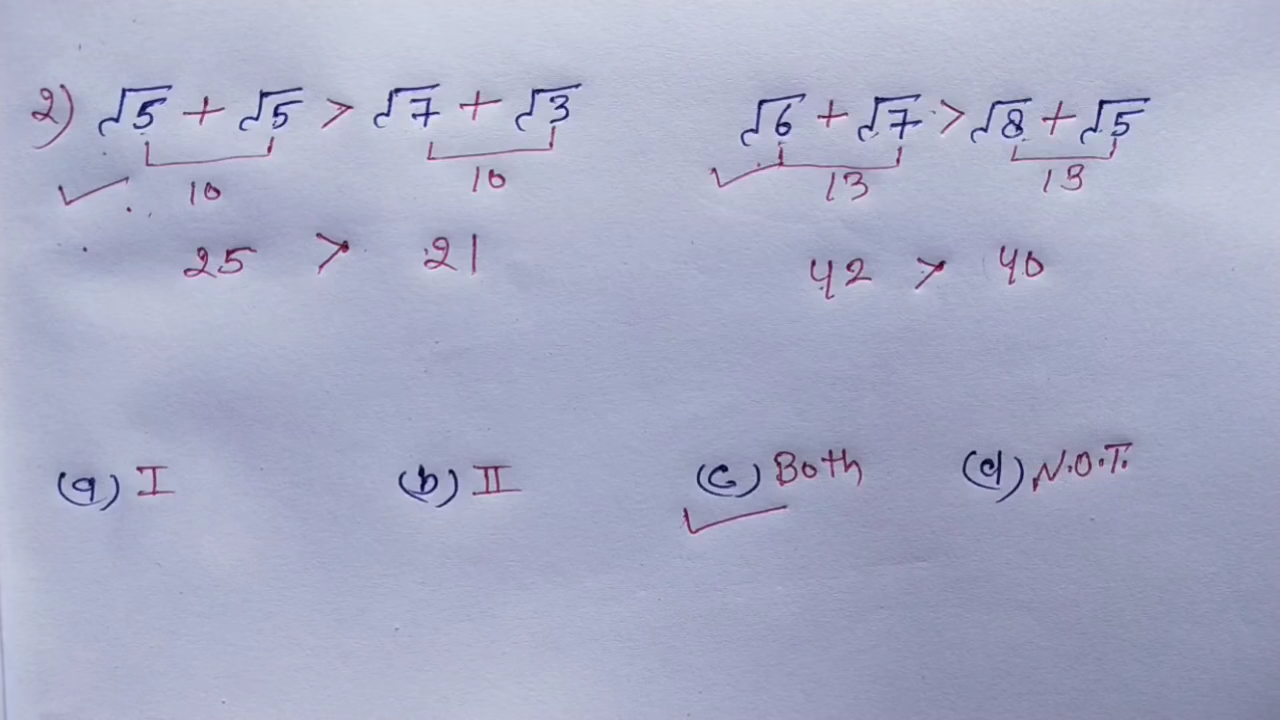 2) √5 + √5 > √7 + √3 √6 + √7 > √8 + √5
10 10 13 13
25 > 21 42 > 40
(a) I (b) II (c) Both (d) N.O.T.